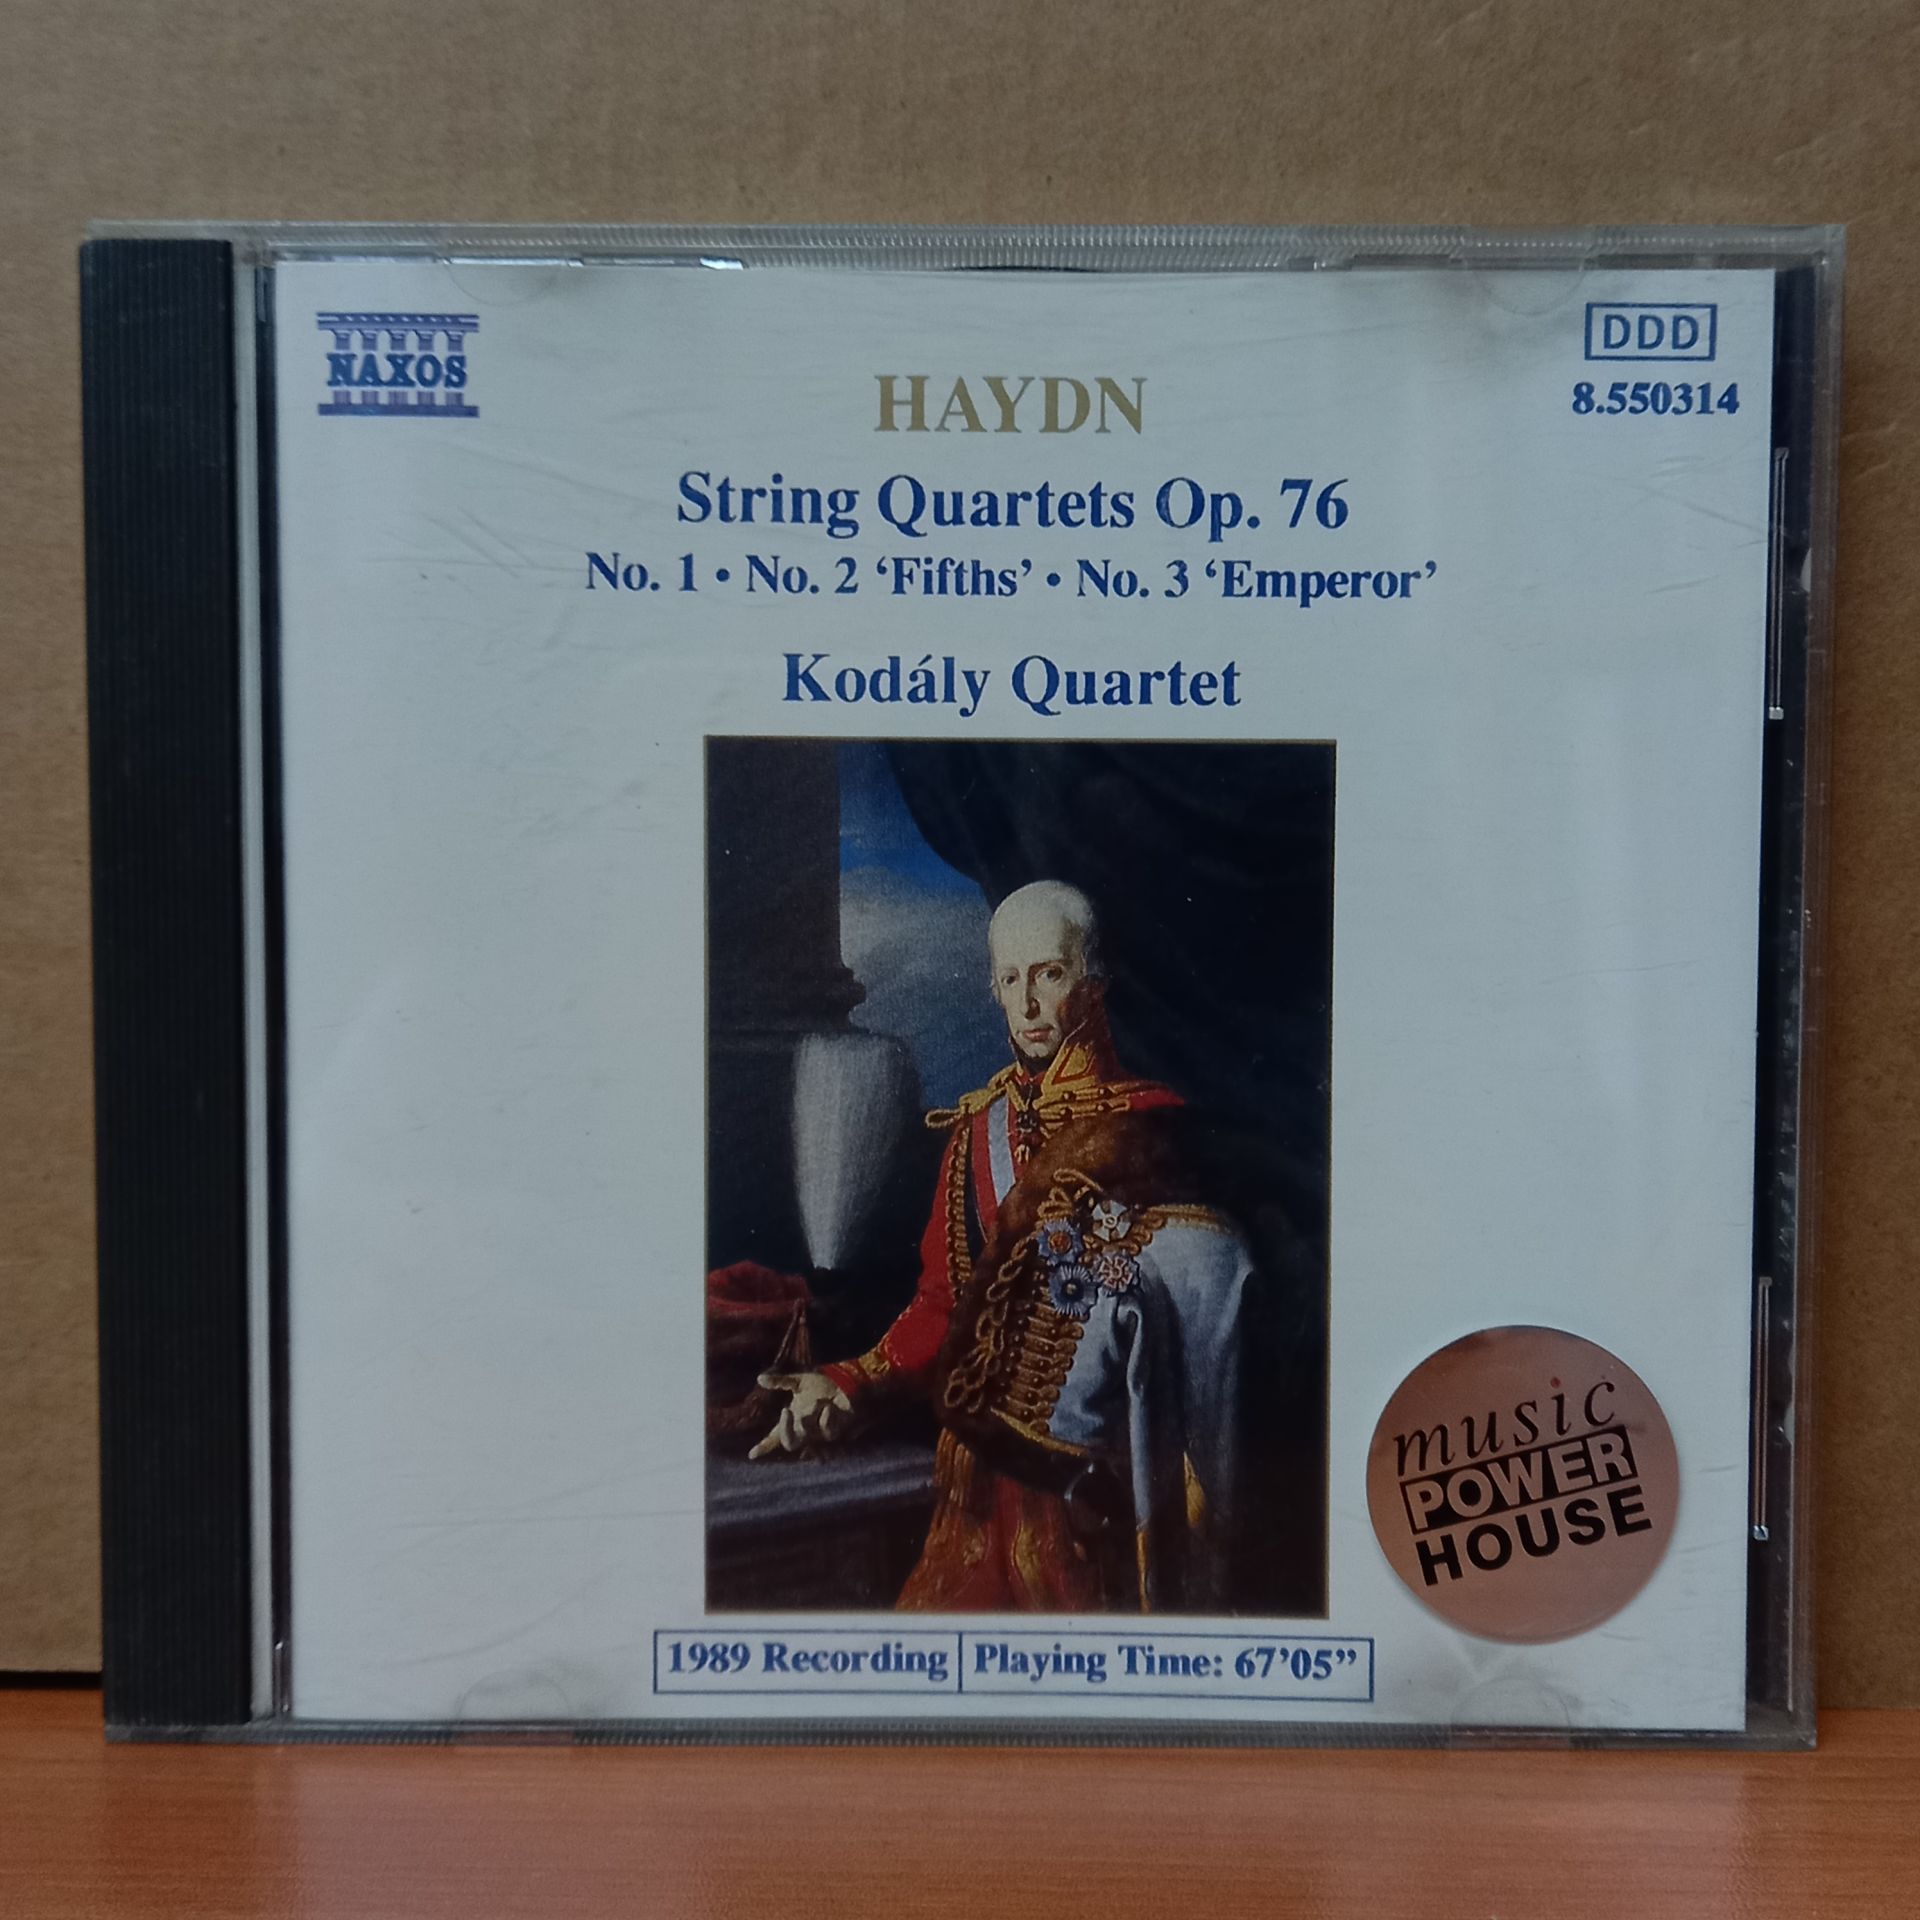 NAXOS
DDD
8.550314
HAYDN
String Quartets Op. 76
No. 1 • No. 2 ‘Fifths’ • No. 3 ‘Emperor’
Kodály Quartet
music
POWER
HOUSE
1989 Recording
Playing Time: 67’05”